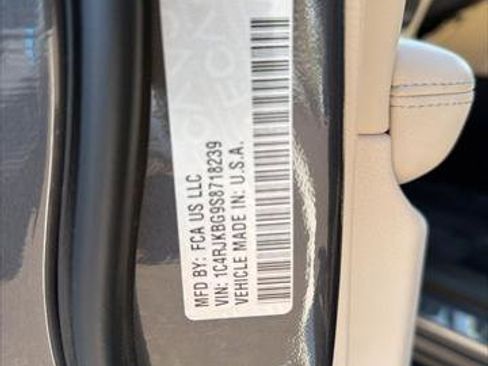 MFD BY: FCA US LLC
VIN: 1C4RJKBG9S8718239
VEHICLE MADE IN: U.S.A.